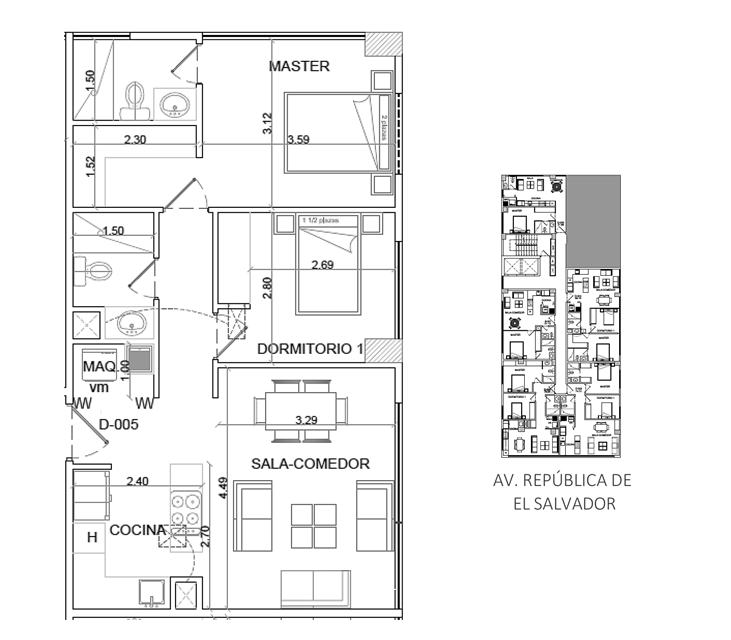 MASTER
1.50
2.30
3.12
3.59
2 plazas
1.52
1.50
1 1/2 plazas
2.69
2.80
DORMITORIO 1
MAQ.
vm
1.00
D-005
3.29
SALA-COMEDOR
2.40
4.49
COCINA
2.70
H
AV. REPÚBLICA DE
EL SALVADOR